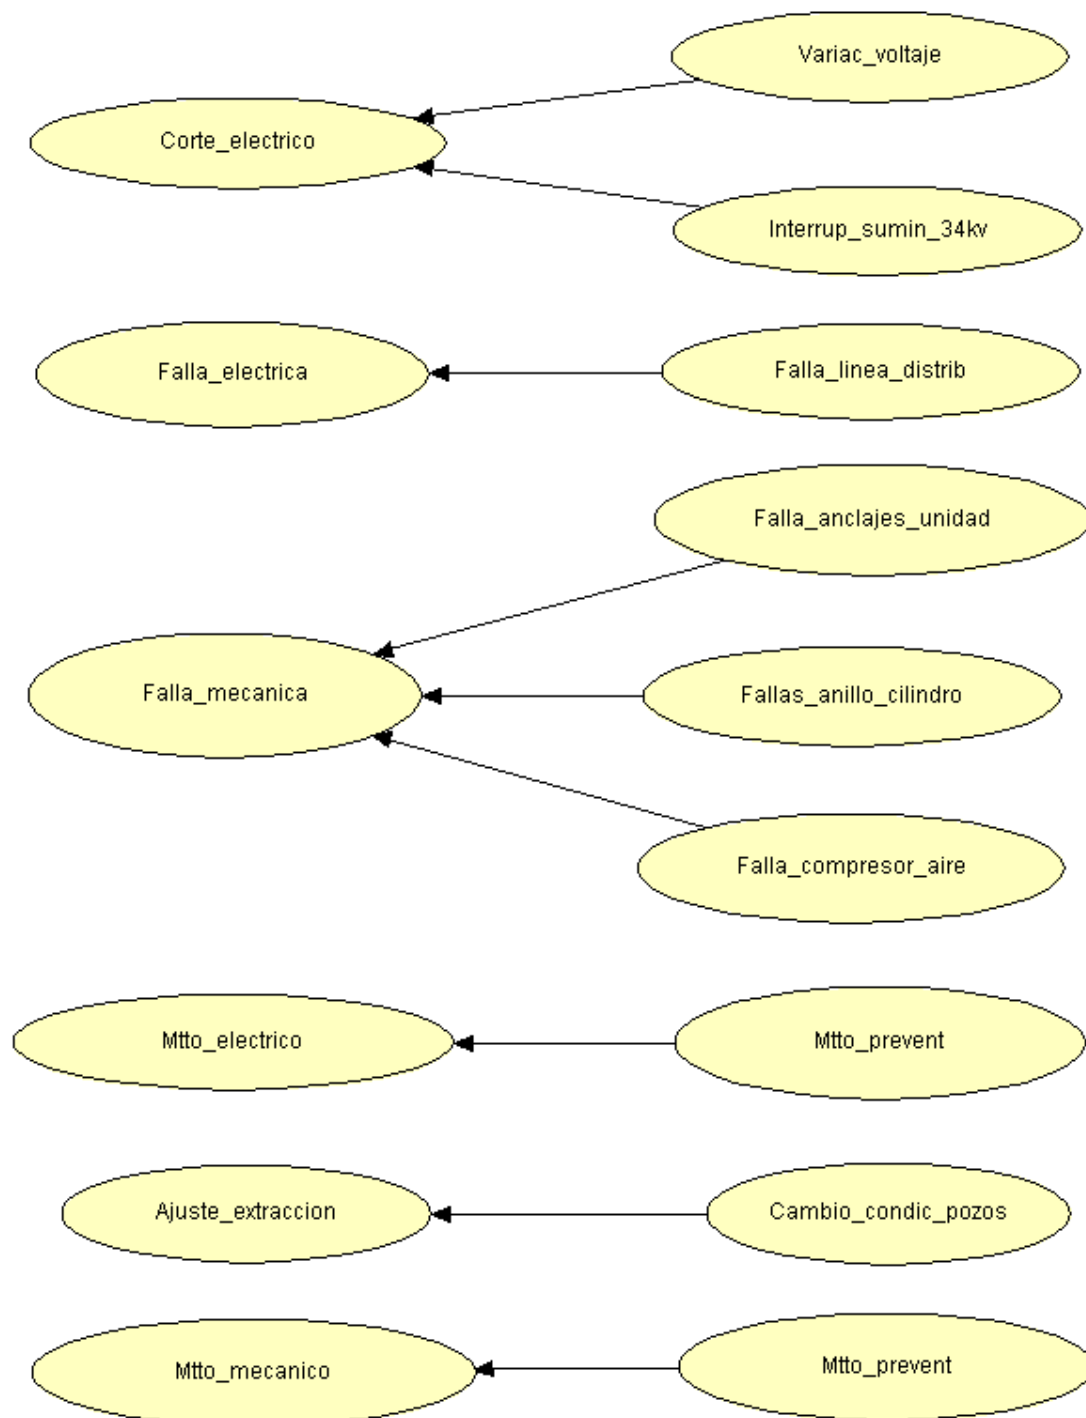 Variac_voltaje
Corte_electrico
Interrup_sumin_34kv
Falla_electrica
Falla_linea_distrib
Falla_anclajes_unidad
Falla_mecanica
Fallas_anillo_cilindro
Falla_compresor_aire
Mtto_electrico
Mtto_prevent
Ajuste_extraccion
Cambio_condic_pozos
Mtto_mecanico
Mtto_prevent